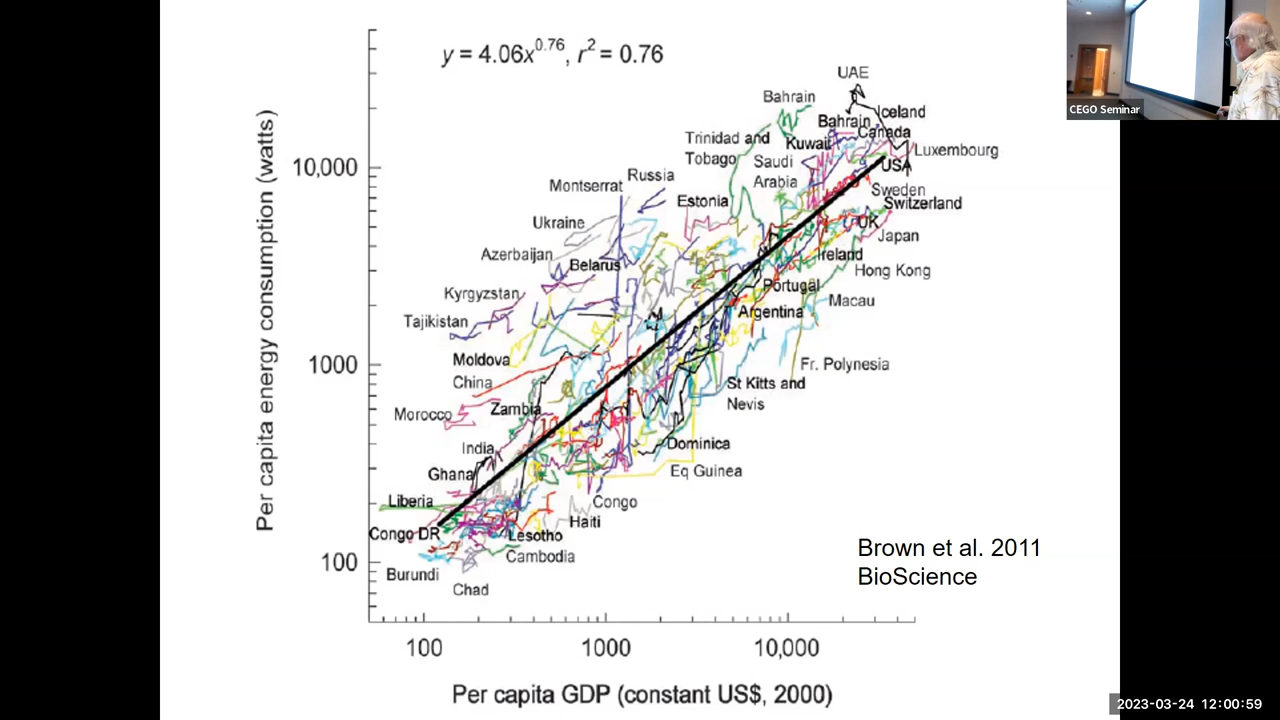 y = 4.06x^0.76, r^2 = 0.76
UAE
Bahrain
Iceland
Bahrain
Canada
Trinidad and
Tobago
Kuwait
Luxembourg
Saudi
Arabia
USA
Russia
Montserrat
Sweden
Estonia
Switzerland
Ukraine
UK
Japan
Azerbaijan
Ireland
Belarus
Hong Kong
Portugal
Kyrgyzstan
Macau
Argentina
Tajikistan
Moldova
Fr. Polynesia
China
St Kitts and
Nevis
Morocco
Zambia
India
Dominica
Ghana
Eq Guinea
Liberia
Congo
Haiti
Congo DR
Lesotho
Cambodia
Burundi
Chad
Per capita energy consumption (watts)
10,000
1000
100
100
1000
10,000
Per capita GDP (constant US$, 2000)
Brown et al. 2011
BioScience
CEGO Seminar
2023-03-24 12:00:59